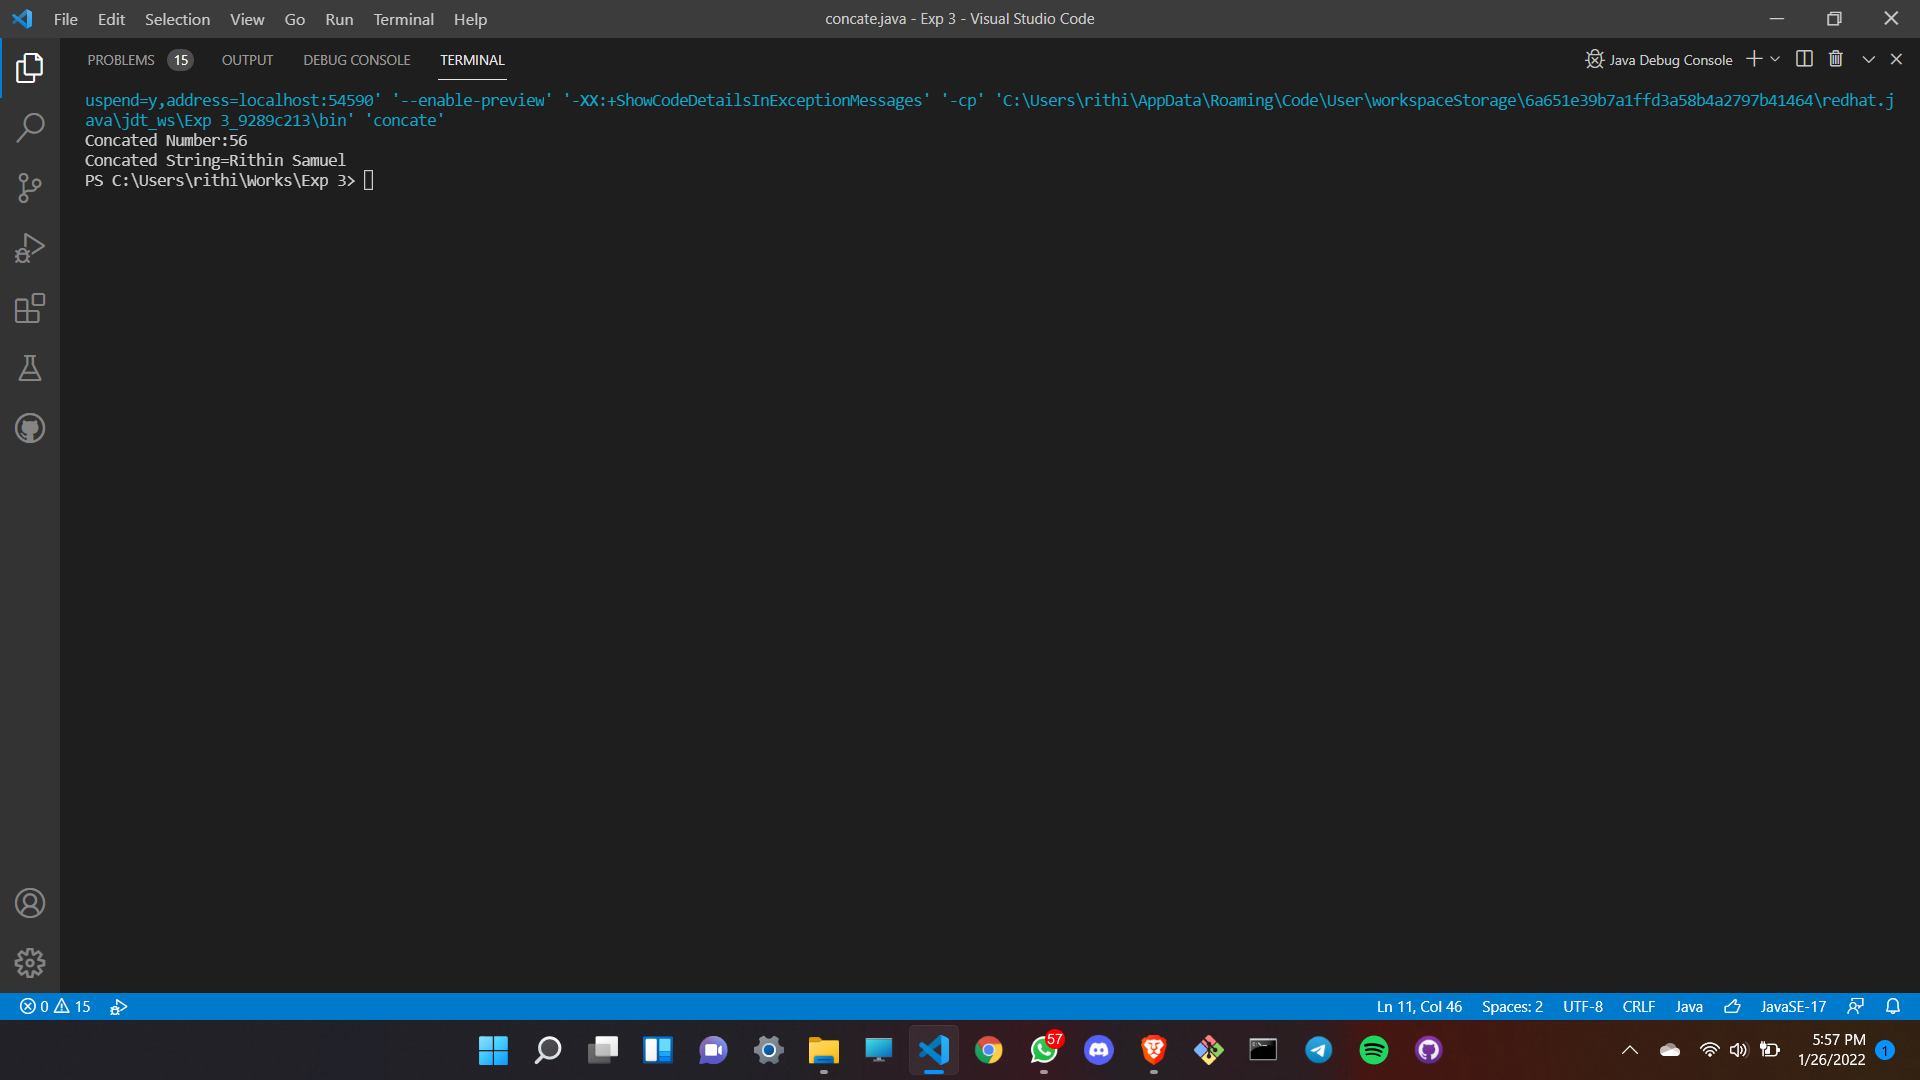 File Edit Selection View Go Run Terminal Help
concate.java - Exp 3 - Visual Studio Code
PROBLEMS 15 OUTPUT DEBUG CONSOLE TERMINAL
Java Debug Console
uspend=y,address=localhost:54590' '--enable-preview' '-XX:+ShowCodeDetailsInExceptionMessages' '-cp' 'C:\Users\rithi\AppData\Roaming\Code\User\workspaceStorage\6a651e39b7a1ffd3a58b4a2797b41464\redhat.j
ava\jdt_ws\Exp 3_9289c213\bin' 'concate'
Concated Number:56
Concated String=Rithin Samuel
PS C:\Users\rithi\Works\Exp 3>
0 15
Ln 11, Col 46 Spaces: 2 UTF-8 CRLF Java JavaSE-17
57
5:57 PM
1/26/2022
1